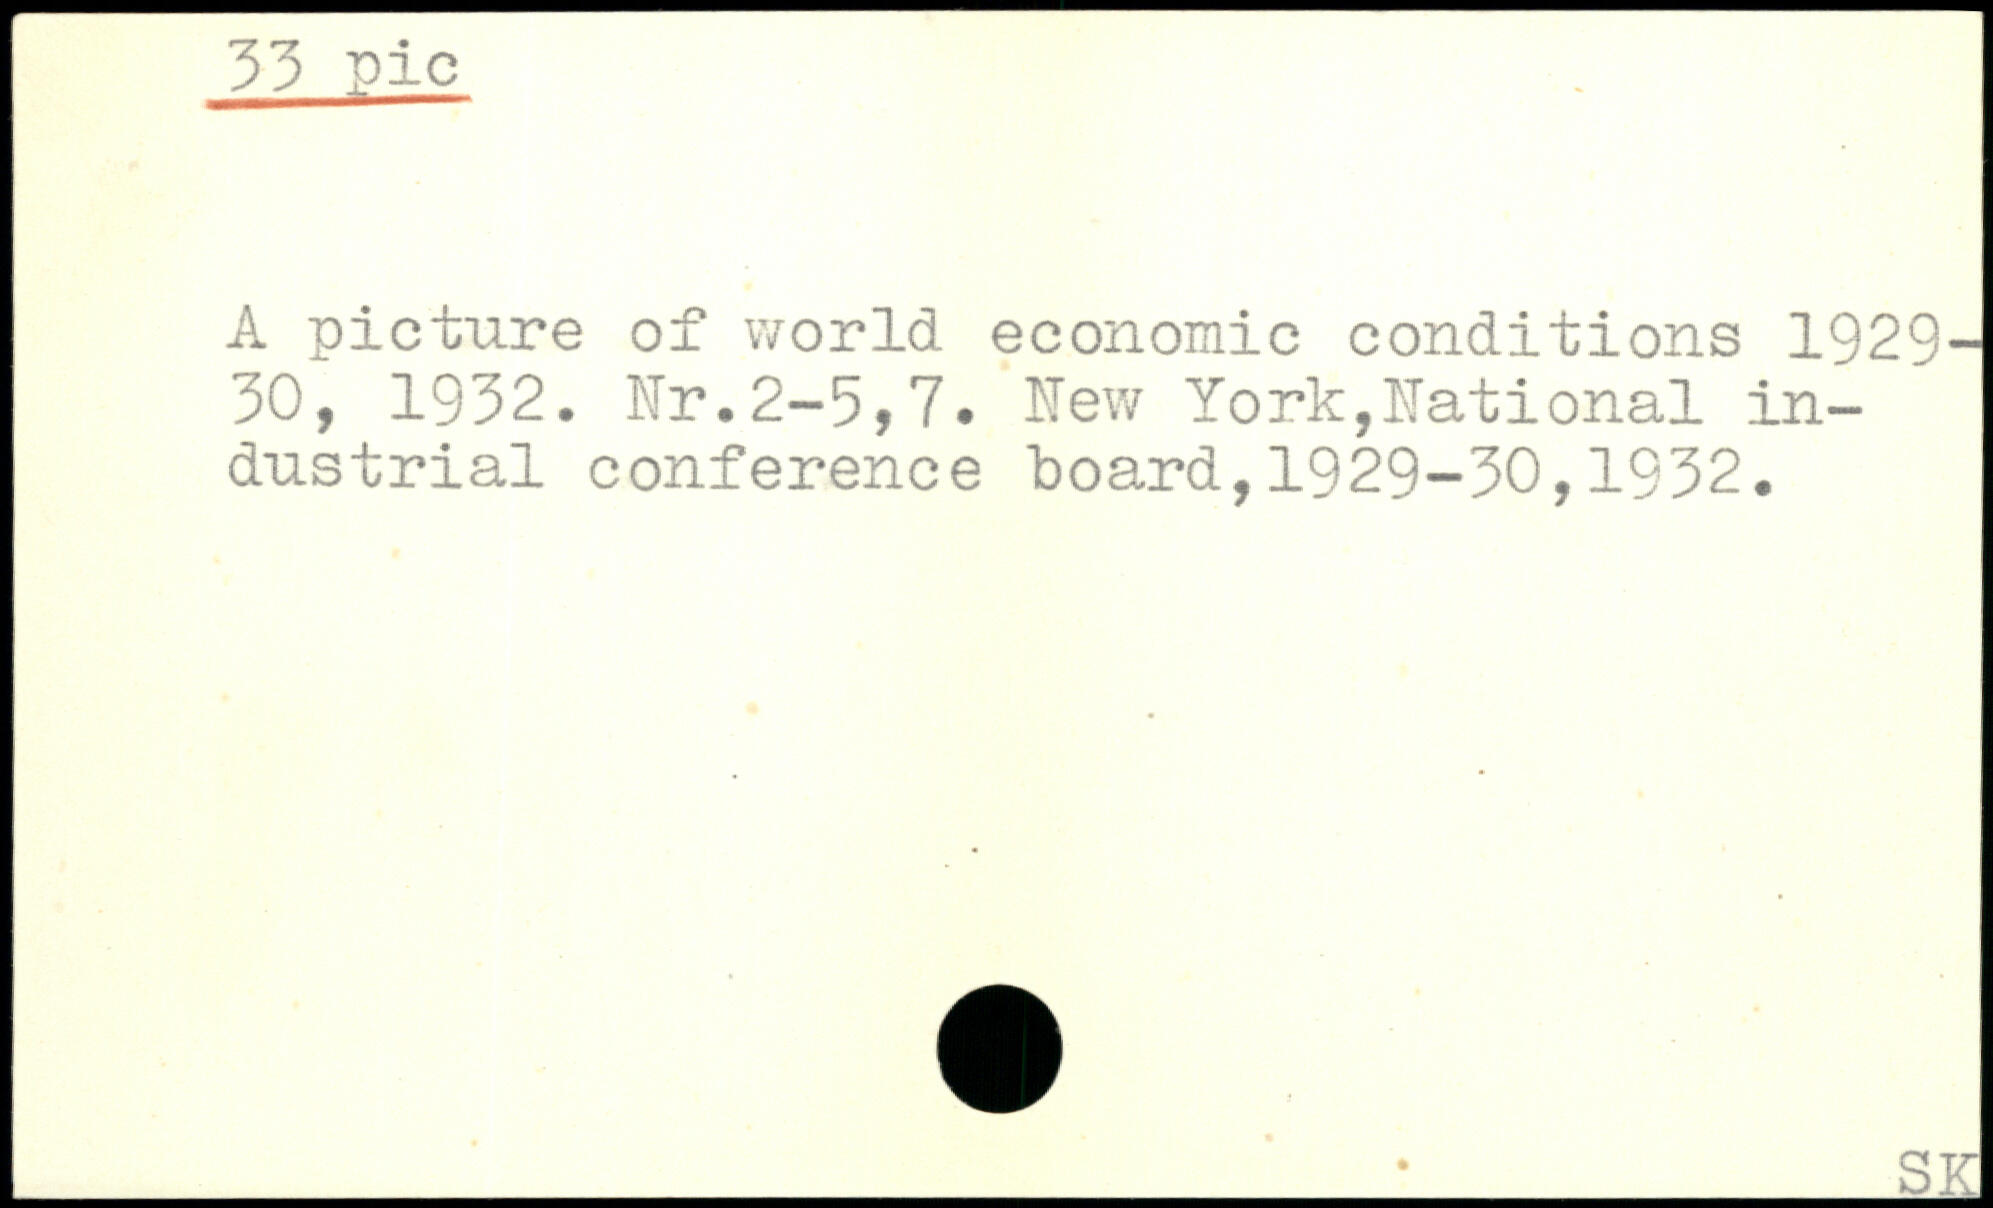 33 pic
A picture of world economic conditions 1929-
30, 1932. Nr.2-5,7. New York,National in-
dustrial conference board,1929-30,1932.
SK